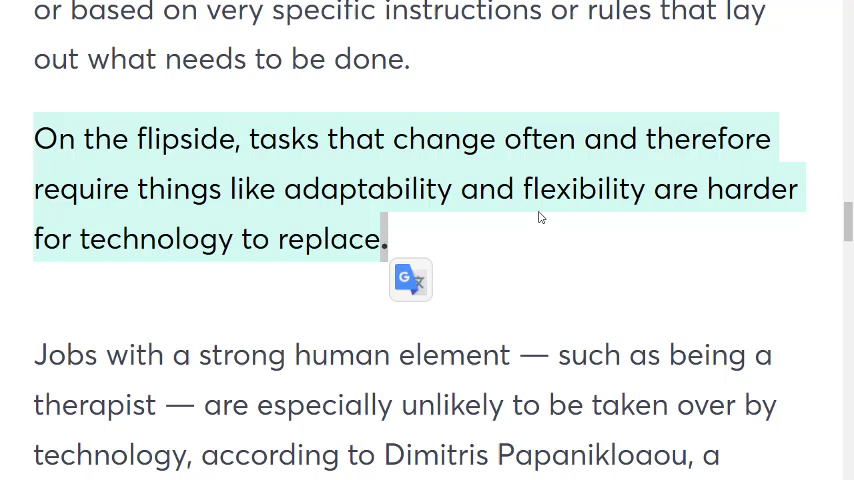 or based on very specific instructions or rules that lay
out what needs to be done.
On the flipside, tasks that change often and therefore
require things like adaptability and flexibility are harder
for technology to replace.
G
Jobs with a strong human element — such as being a
therapist — are especially unlikely to be taken over by
technology, according to Dimitris Papanikloaou, a